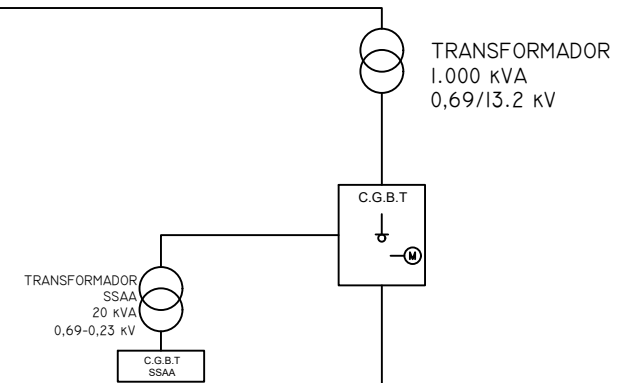 TRANSFORMADOR
1.000 KVA
0,69/13.2 KV
C.G.B.T
M
TRANSFORMADOR
SSAA
20 KVA
0,69-0,23 KV
C.G.B.T
SSAA